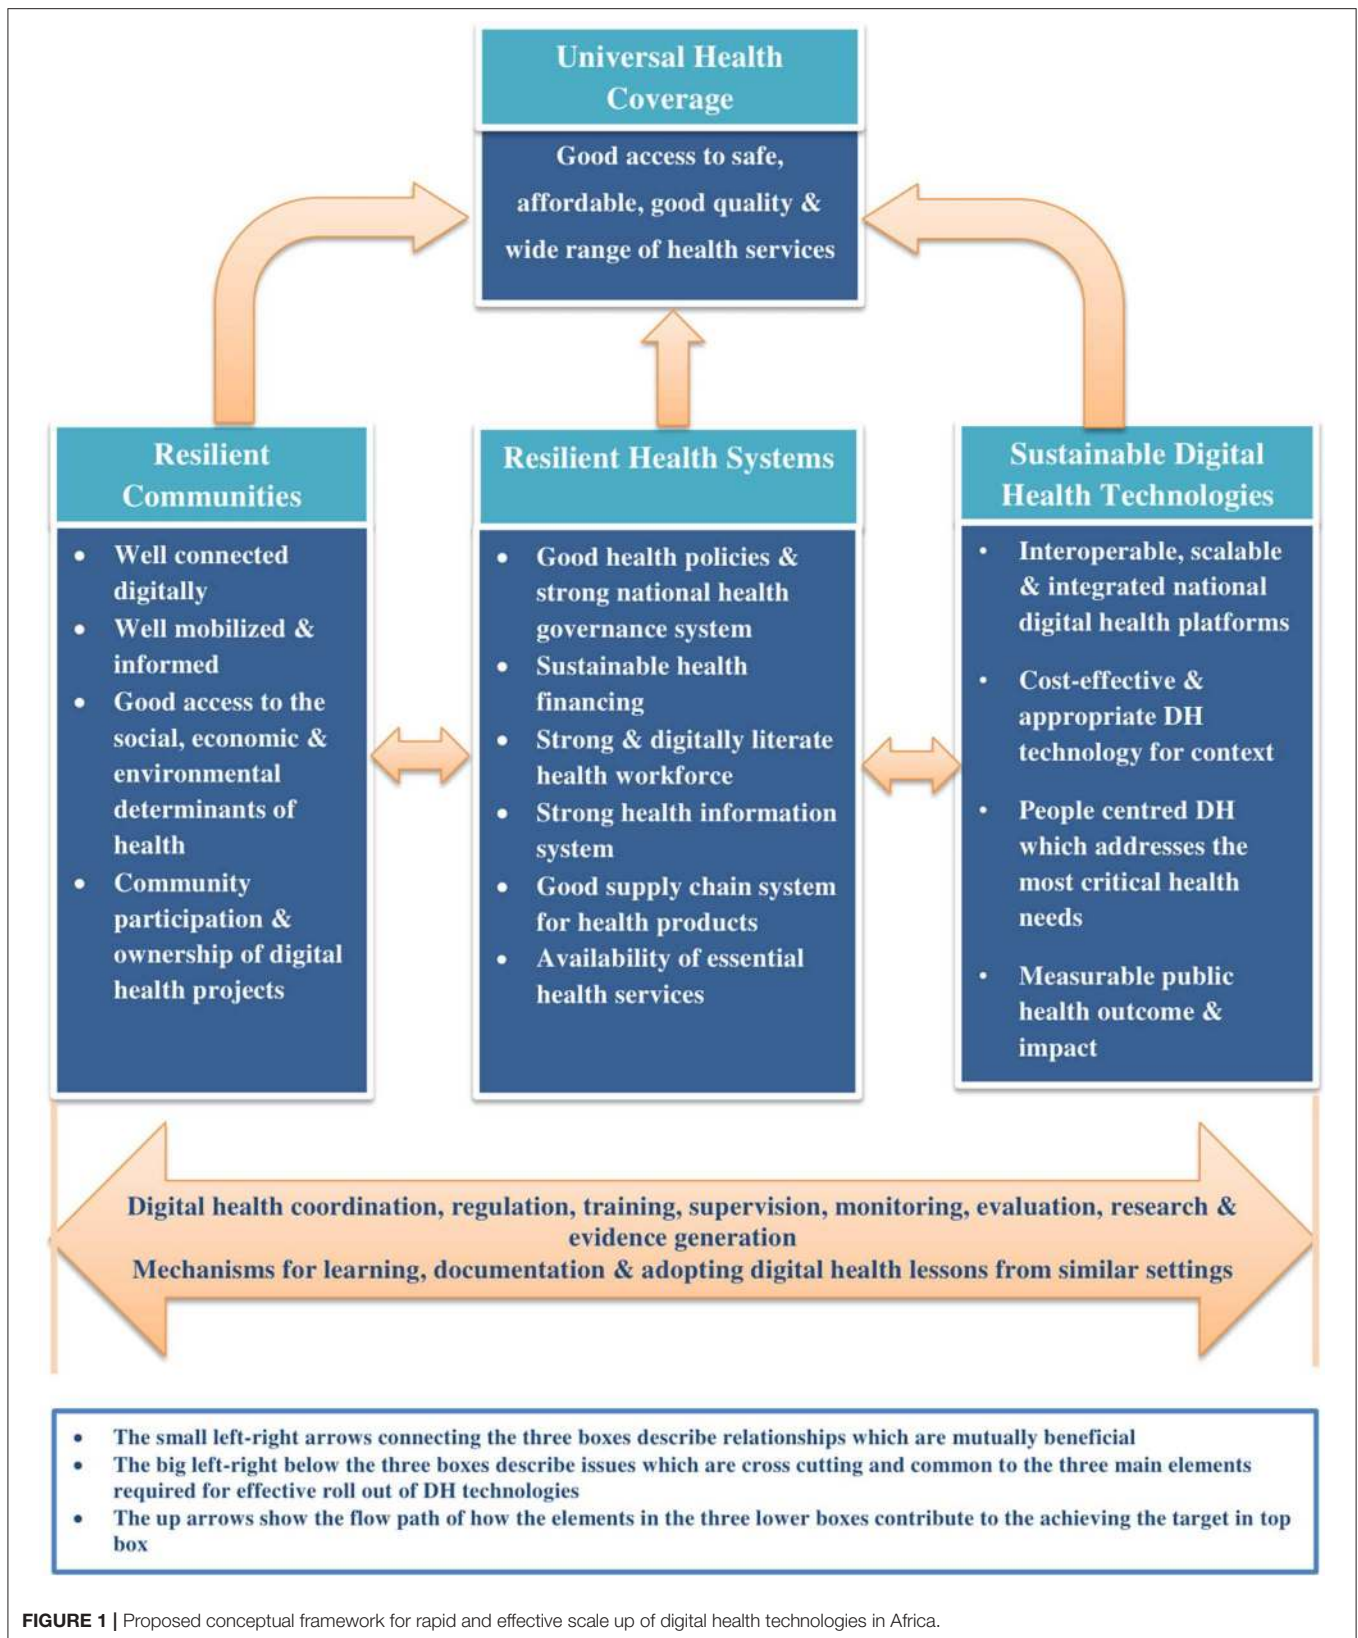 Universal Health
Coverage
Good access to safe,
affordable, good quality &
wide range of health services
Resilient
Communities
• Well connected
digitally
• Well mobilized &
informed
• Good access to the
social, economic &
environmental
determinants of
health
• Community
participation &
ownership of digital
health projects
Resilient Health Systems
• Good health policies &
strong national health
governance system
• Sustainable health
financing
• Strong & digitally literate
health workforce
• Strong health information
system
• Good supply chain system
for health products
• Availability of essential
health services
Sustainable Digital
Health Technologies
• Interoperable, scalable
& integrated national
digital health platforms
• Cost-effective &
appropriate DH
technology for context
• People centred DH
which addresses the
most critical health
needs
• Measurable public
health outcome &
impact
Digital health coordination, regulation, training, supervision, monitoring, evaluation, research &
evidence generation
Mechanisms for learning, documentation & adopting digital health lessons from similar settings
• The small left-right arrows connecting the three boxes describe relationships which are mutually beneficial
• The big left-right below the three boxes describe issues which are cross cutting and common to the three main elements
required for effective roll out of DH technologies
• The up arrows show the flow path of how the elements in the three lower boxes contribute to the achieving the target in top
box
FIGURE 1 | Proposed conceptual framework for rapid and effective scale up of digital health technologies in Africa.